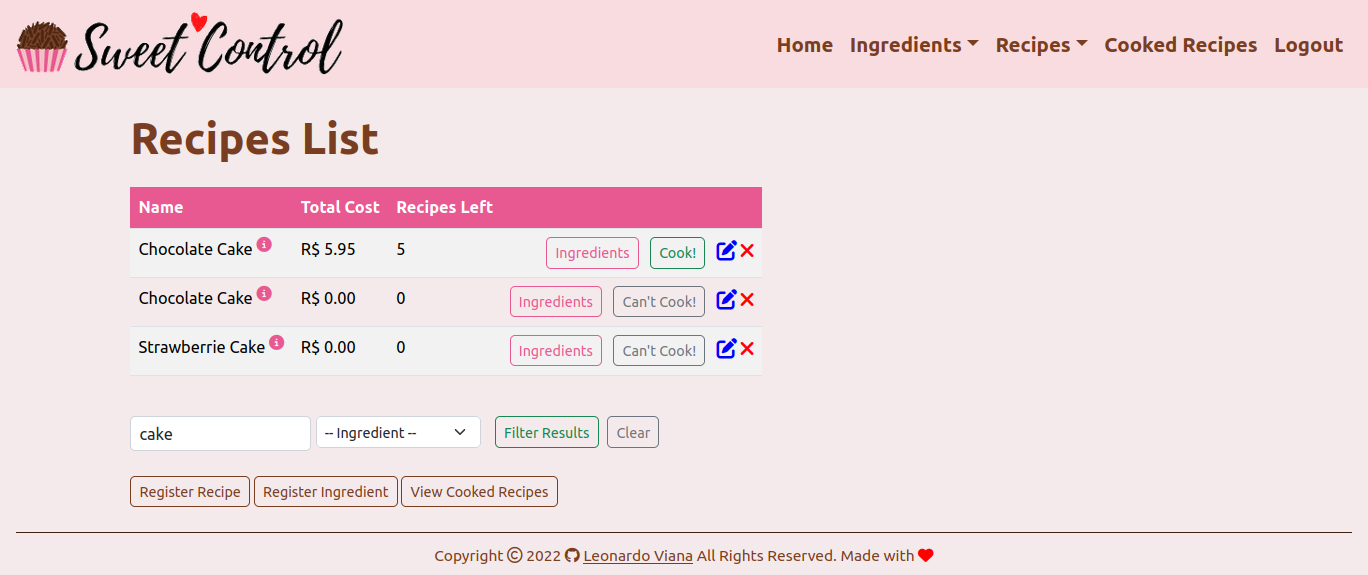 Sweet Control
Home Ingredients Recipes Cooked Recipes Logout
Recipes List
Name Total Cost Recipes Left
Chocolate Cake R$ 5.95 5 Ingredients Cook!
Chocolate Cake R$ 0.00 0 Ingredients Can't Cook!
Strawberrie Cake R$ 0.00 0 Ingredients Can't Cook!
cake -- Ingredient -- Filter Results Clear
Register Recipe Register Ingredient View Cooked Recipes
Copyright © 2022 Leonardo Viana All Rights Reserved. Made with